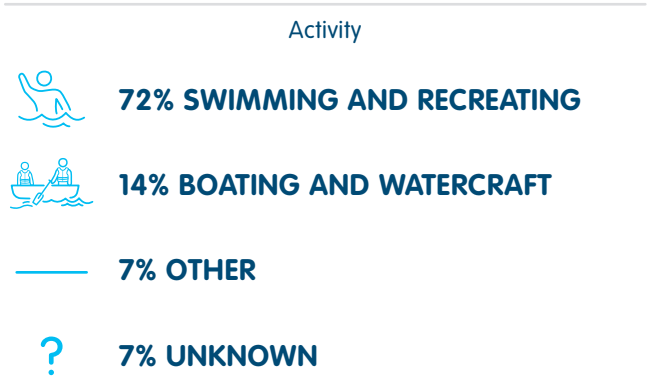 Activity
72% SWIMMING AND RECREATING
14% BOATING AND WATERCRAFT
7% OTHER
?
7% UNKNOWN